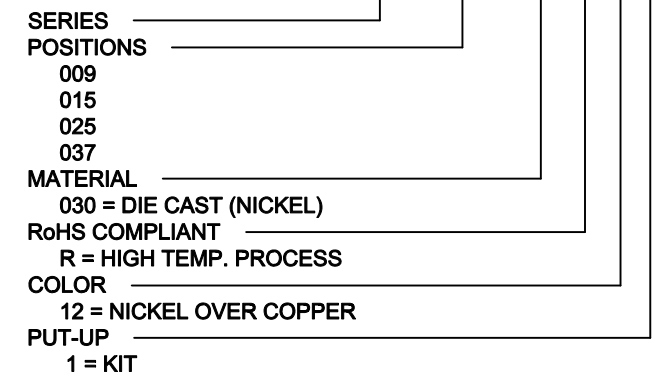 SERIES
POSITIONS
009
015
025
037
MATERIAL
030 = DIE CAST (NICKEL)
RoHS COMPLIANT
R = HIGH TEMP. PROCESS
COLOR
12 = NICKEL OVER COPPER
PUT-UP
1 = KIT